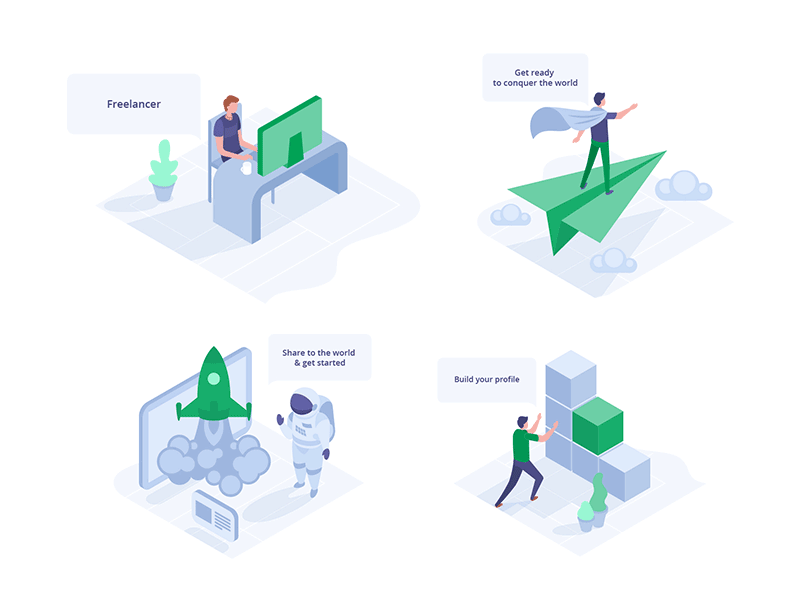 Freelancer
Get ready
to conquer the world
Share to the world
& get started
Build your profile